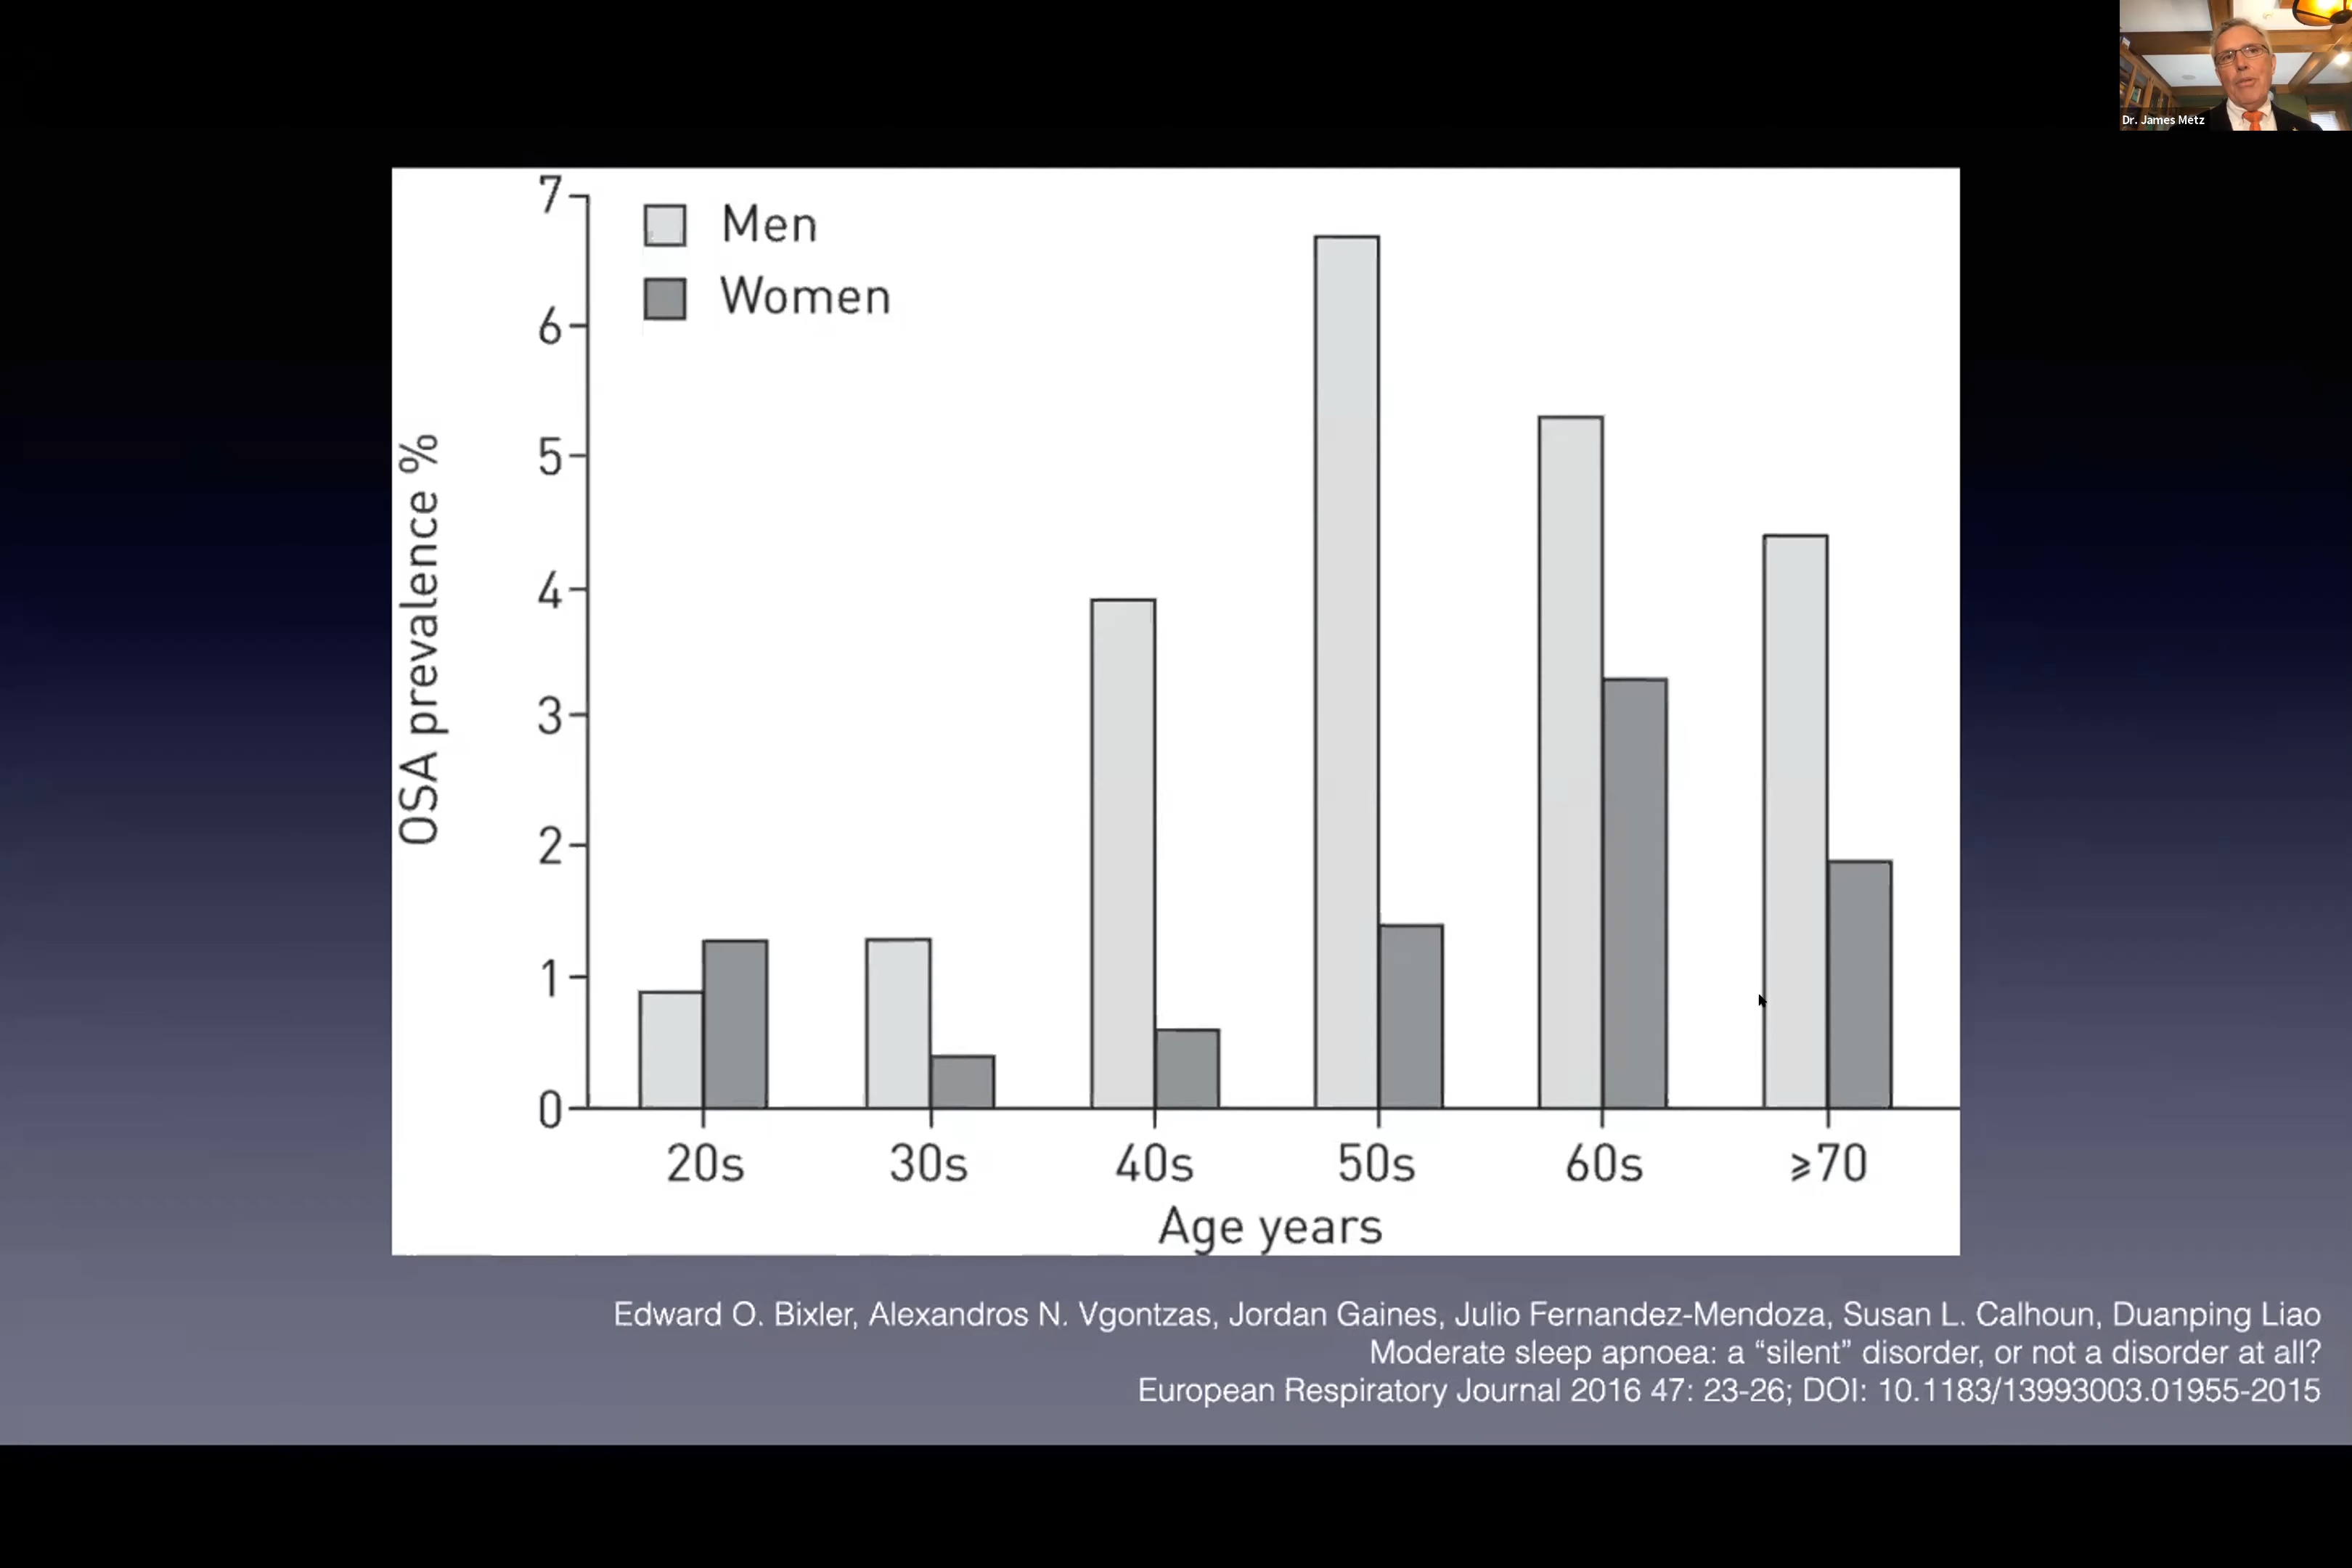 Dr. James Metz
7
Men
Women
6
5
4
3
2
1
0
OSA prevalence %
20s 30s 40s 50s 60s ⩾70
Age years
Edward O. Bixler, Alexandros N. Vgontzas, Jordan Gaines, Julio Fernandez-Mendoza, Susan L. Calhoun, Duanping Liao
Moderate sleep apnoea: a “silent” disorder, or not a disorder at all?
European Respiratory Journal 2016 47: 23-26; DOI: 10.1183/13993003.01955-2015